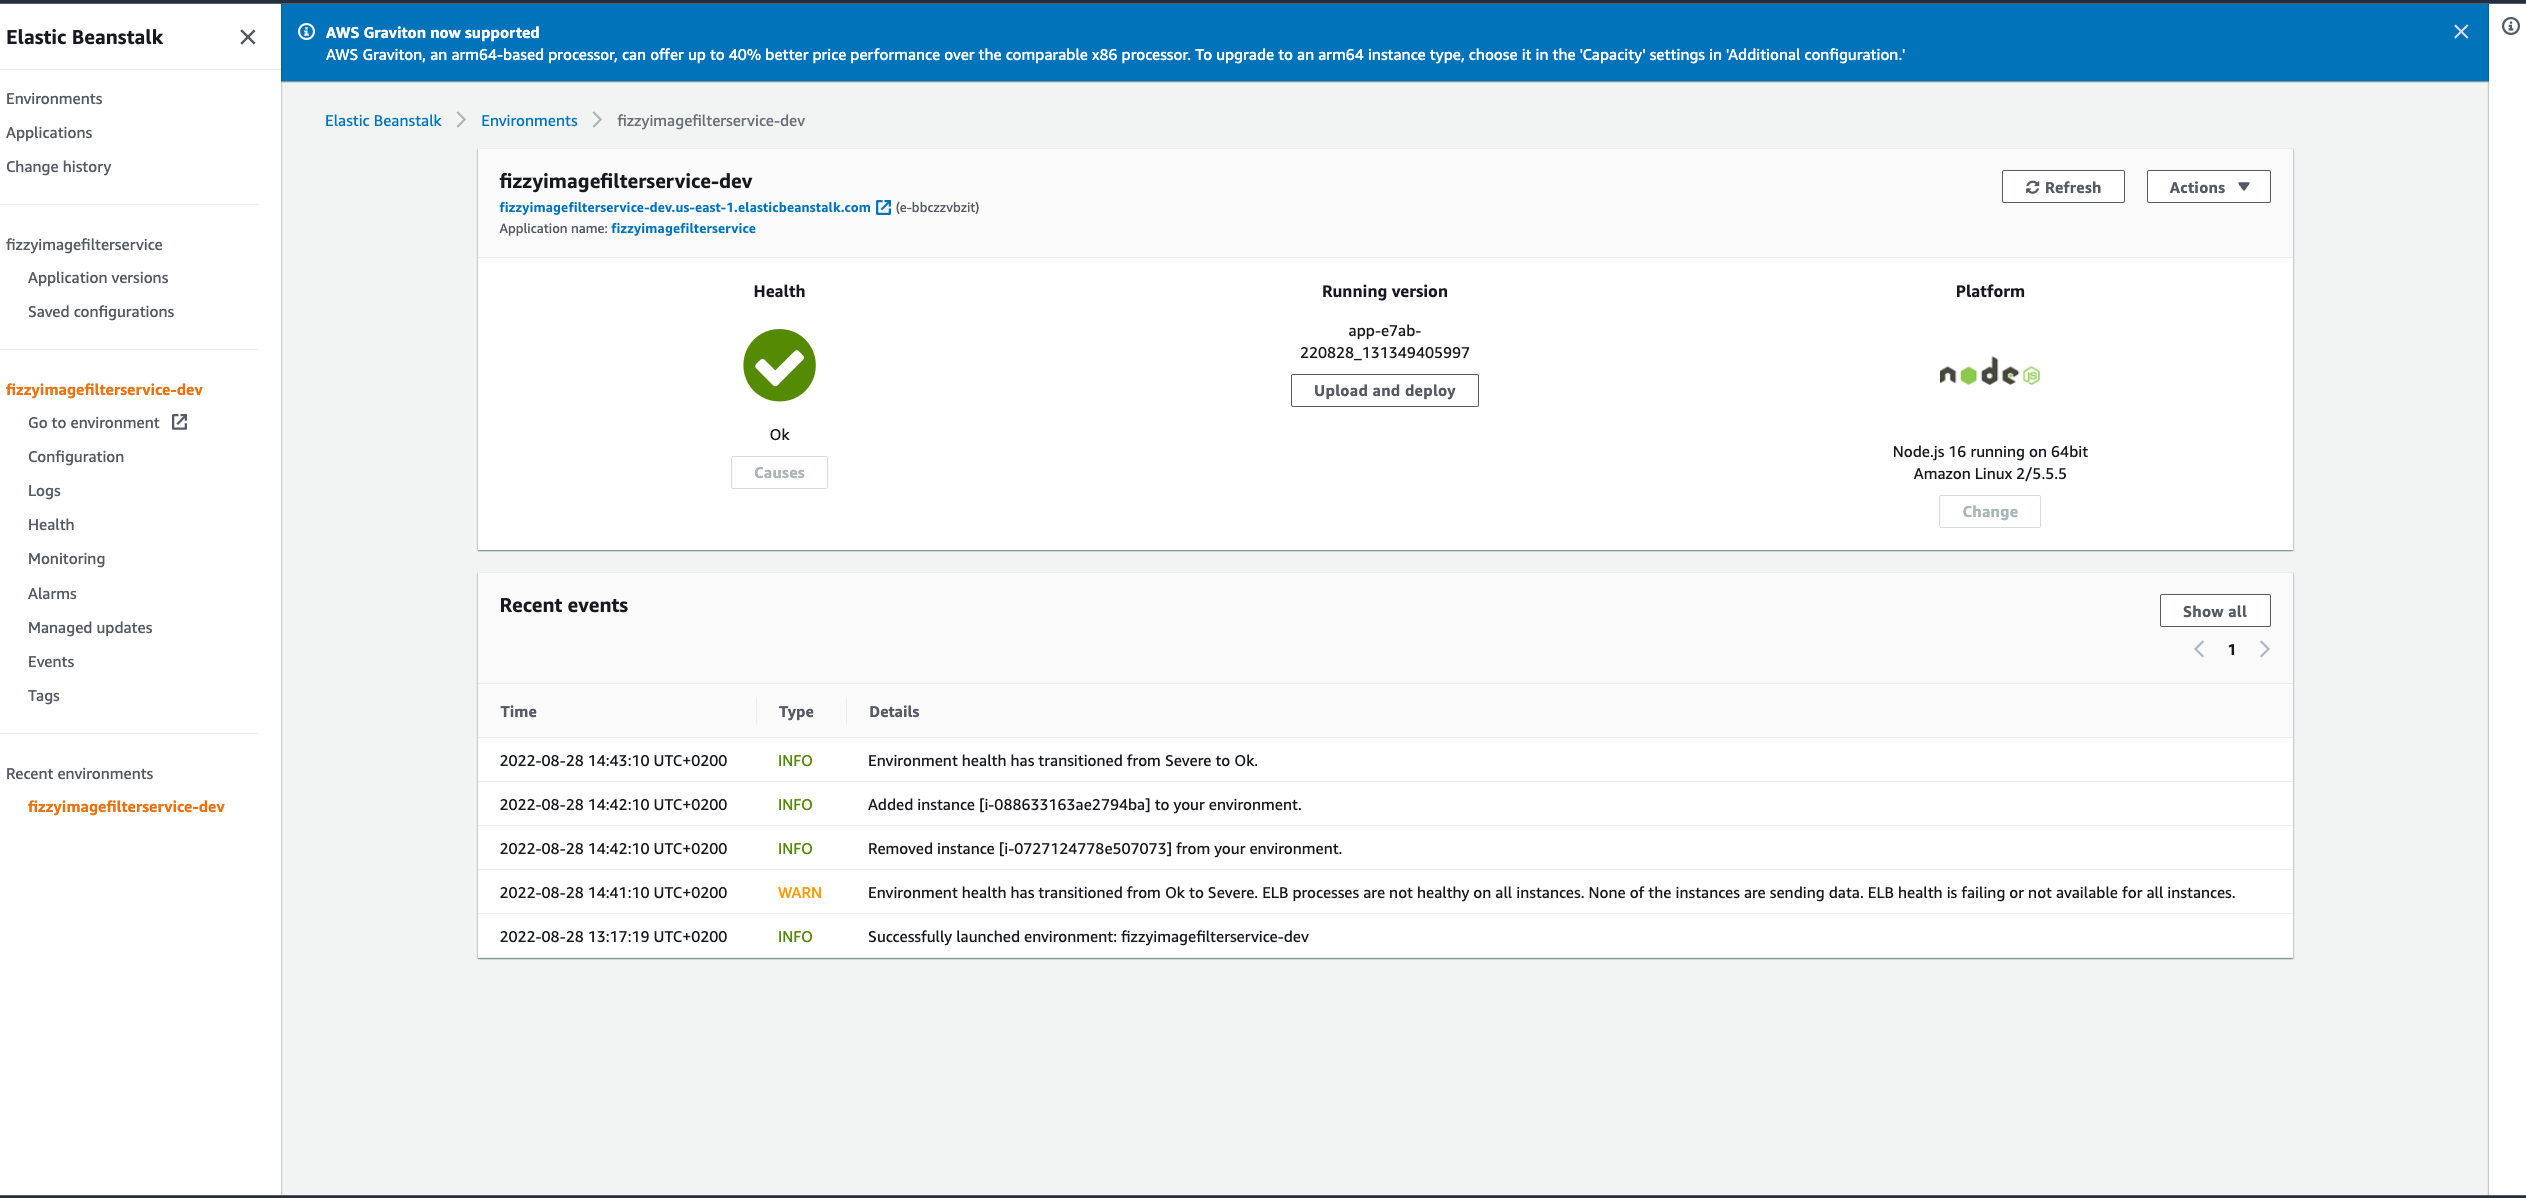 Elastic Beanstalk
Environments
Applications
Change history
fizzyimagefilterservice
Application versions
Saved configurations
fizzyimagefilterservice-dev
Go to environment
Configuration
Logs
Health
Monitoring
Alarms
Managed updates
Events
Tags
Recent environments
fizzyimagefilterservice-dev
AWS Graviton now supported
AWS Graviton, an arm64-based processor, can offer up to 40% better price performance over the comparable x86 processor. To upgrade to an arm64 instance type, choose it in the 'Capacity' settings in 'Additional configuration.'
Elastic Beanstalk Environments fizzyimagefilterservice-dev
fizzyimagefilterservice-dev
fizzyimagefilterservice-dev.us-east-1.elasticbeanstalk.com (e-bbczzvbzit)
Application name: fizzyimagefilterservice
Refresh
Actions
Health
Ok
Causes
Running version
app-e7ab-
220828_131349405997
Upload and deploy
Platform
node JS
Node.js 16 running on 64bit
Amazon Linux 2/5.5.5
Change
Recent events
Show all
1
Time Type Details
2022-08-28 14:43:10 UTC+0200 INFO Environment health has transitioned from Severe to Ok.
2022-08-28 14:42:10 UTC+0200 INFO Added instance [i-088633163ae2794ba] to your environment.
2022-08-28 14:42:10 UTC+0200 INFO Removed instance [i-0727124778e507073] from your environment.
2022-08-28 14:41:10 UTC+0200 WARN Environment health has transitioned from Ok to Severe. ELB processes are not healthy on all instances. None of the instances are sending data. ELB health is failing or not available for all instances.
2022-08-28 13:17:19 UTC+0200 INFO Successfully launched environment: fizzyimagefilterservice-dev